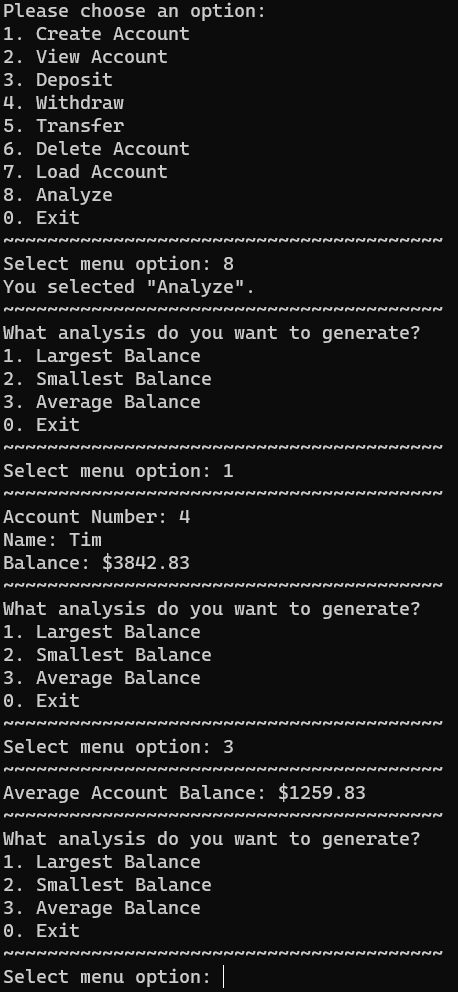 Please choose an option:
1. Create Account
2. View Account
3. Deposit
4. Withdraw
5. Transfer
6. Delete Account
7. Load Account
8. Analyze
0. Exit
~~~~~~~~~~~~~~~~~~~~~~~~~~~~~~~~~~~~~~~~
Select menu option: 8
You selected "Analyze".
~~~~~~~~~~~~~~~~~~~~~~~~~~~~~~~~~~~~~~~~
What analysis do you want to generate?
1. Largest Balance
2. Smallest Balance
3. Average Balance
0. Exit
~~~~~~~~~~~~~~~~~~~~~~~~~~~~~~~~~~~~~~~~
Select menu option: 1
~~~~~~~~~~~~~~~~~~~~~~~~~~~~~~~~~~~~~~~~
Account Number: 4
Name: Tim
Balance: $3842.83
~~~~~~~~~~~~~~~~~~~~~~~~~~~~~~~~~~~~~~~~
What analysis do you want to generate?
1. Largest Balance
2. Smallest Balance
3. Average Balance
0. Exit
~~~~~~~~~~~~~~~~~~~~~~~~~~~~~~~~~~~~~~~~
Select menu option: 3
~~~~~~~~~~~~~~~~~~~~~~~~~~~~~~~~~~~~~~~~
Average Account Balance: $1259.83
~~~~~~~~~~~~~~~~~~~~~~~~~~~~~~~~~~~~~~~~
What analysis do you want to generate?
1. Largest Balance
2. Smallest Balance
3. Average Balance
0. Exit
~~~~~~~~~~~~~~~~~~~~~~~~~~~~~~~~~~~~~~~~
Select menu option: